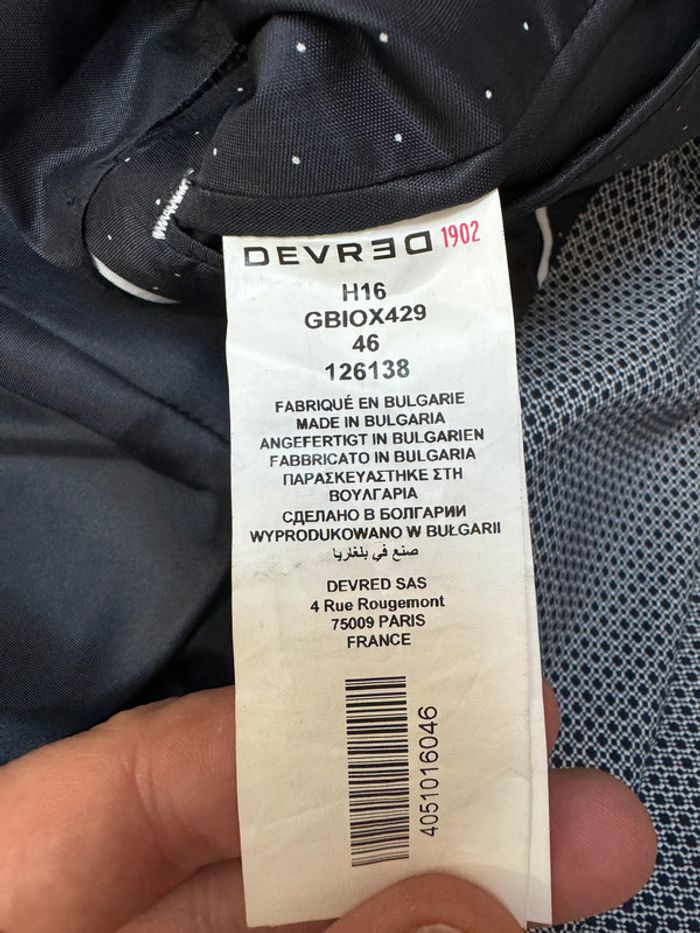 DEVRED 1902
H16
GBIOX429
46
126138
FABRIQUÉ EN BULGARIE
MADE IN BULGARIA
ANGEFERTIGT IN BULGARIEN
FABBRICATO IN BULGARIA
ΠΑΡΑΣΚΕΥΑΣΤΗΚΕ ΣΤΗ
ΒΟΥΛΓΑΡΙΑ
СДЕЛАНО В БОЛГАРИИ
WYPRODUKOWANO W BUŁGARII
صنع في بلغاريا
DEVRED SAS
4 Rue Rougemont
75009 PARIS
FRANCE
4051016046